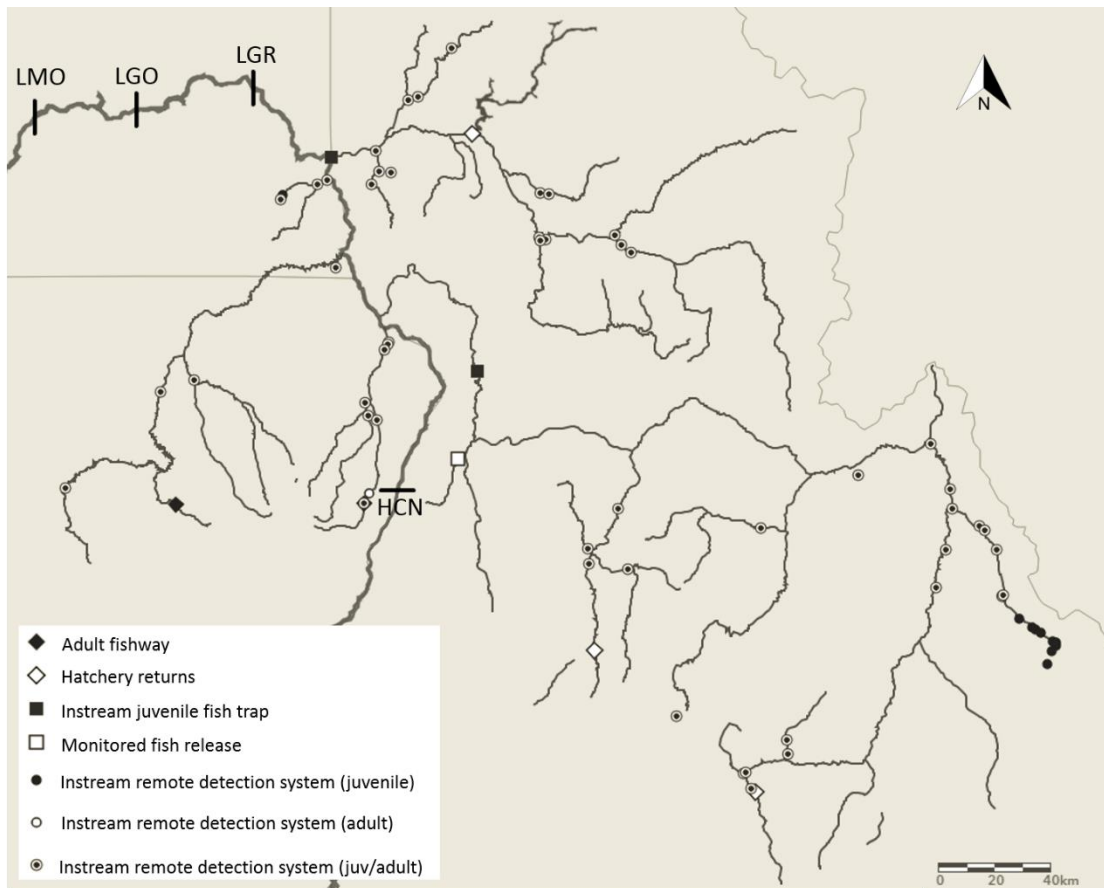 LMO
LGO
LGR
N
HCN
Adult fishway
Hatchery returns
Instream juvenile fish trap
Monitored fish release
Instream remote detection system (juvenile)
Instream remote detection system (adult)
Instream remote detection system (juv/adult)
0 20 40km